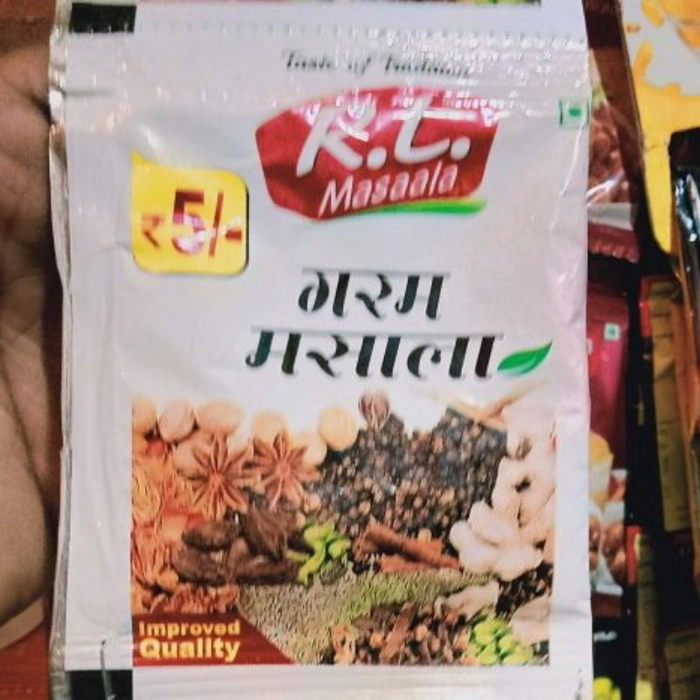 Taste of Tradition
R.C.
Masaala
₹5/-
गरम
मसाला
Improved
Quality